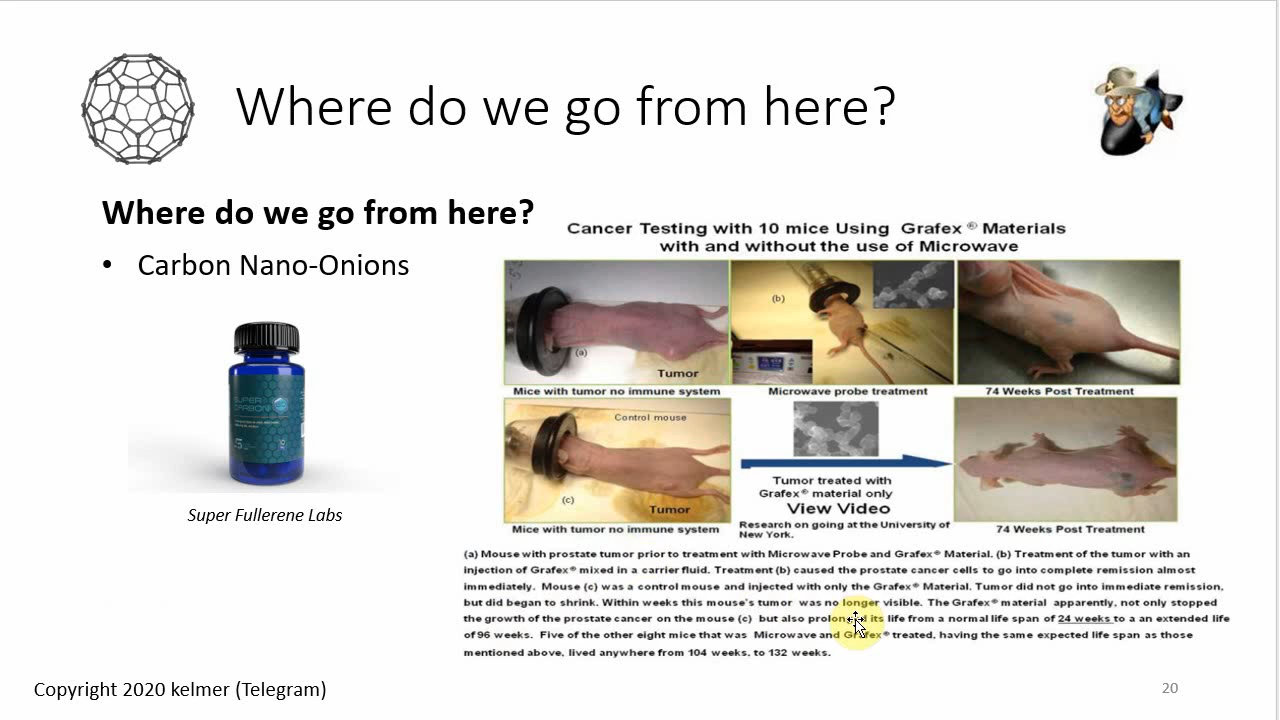 Where do we go from here?
Where do we go from here?
• Carbon Nano-Onions
SUPER
CARBON
Super Fullerene Labs
Cancer Testing with 10 mice Using Grafex ® Materials
with and without the use of Microwave
(a)
Tumor
(b)
Mice with tumor no immune system
Microwave probe treatment
74 Weeks Post Treatment
Control mouse
(c)
Tumor
Tumor treated with
Grafex® material only
View Video
Research on going at the University of
New York.
Mice with tumor no immune system
74 Weeks Post Treatment
(a) Mouse with prostate tumor prior to treatment with Microwave Probe and Grafex® Material. (b) Treatment of the tumor with an
injection of Grafex® mixed in a carrier fluid. Treatment (b) caused the prostate cancer cells to go into complete remission almost
immediately. Mouse (c) was a control mouse and injected with only the Grafex® Material. Tumor did not go into immediate remission,
but did began to shrink. Within weeks this mouse's tumor was no longer visible. The Grafex® material apparently, not only stopped
the growth of the prostate cancer on the mouse (c) but also prolonged its life from a normal life span of 24 weeks to a an extended life
of 96 weeks. Five of the other eight mice that was Microwave and Grafex® treated, having the same expected life span as those
mentioned above, lived anywhere from 104 weeks, to 132 weeks.
Copyright 2020 kelmer (Telegram)
20